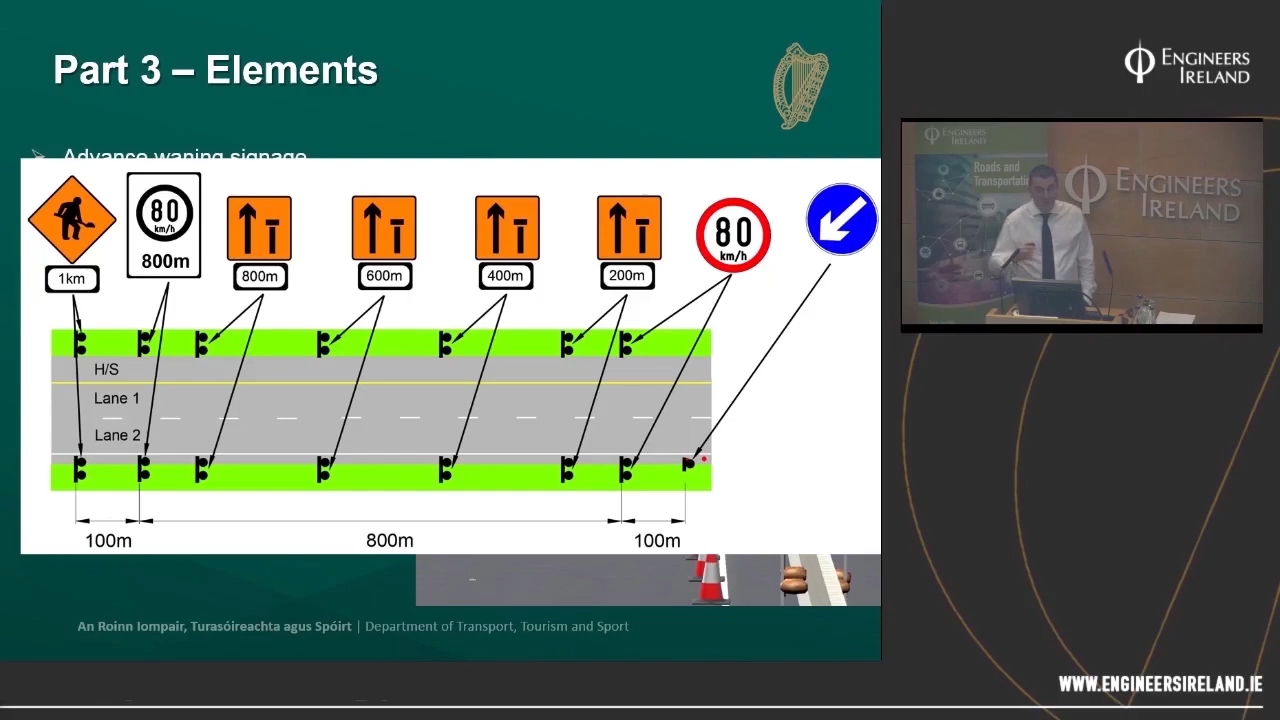 Part 3 – Elements
Advance waning signage
80
km/h
800m
1km
800m
600m
400m
200m
80
km/h
H/S
Lane 1
Lane 2
100m
800m
100m
An Roinn Iompair, Turasóireachta agus Spóirt | Department of Transport, Tourism and Sport
ENGINEERS
IRELAND
ENGINEERS
IRELAND
Roads and
Transportation
ENGINEERS
IRELAND
WWW.ENGINEERSIRELAND.IE